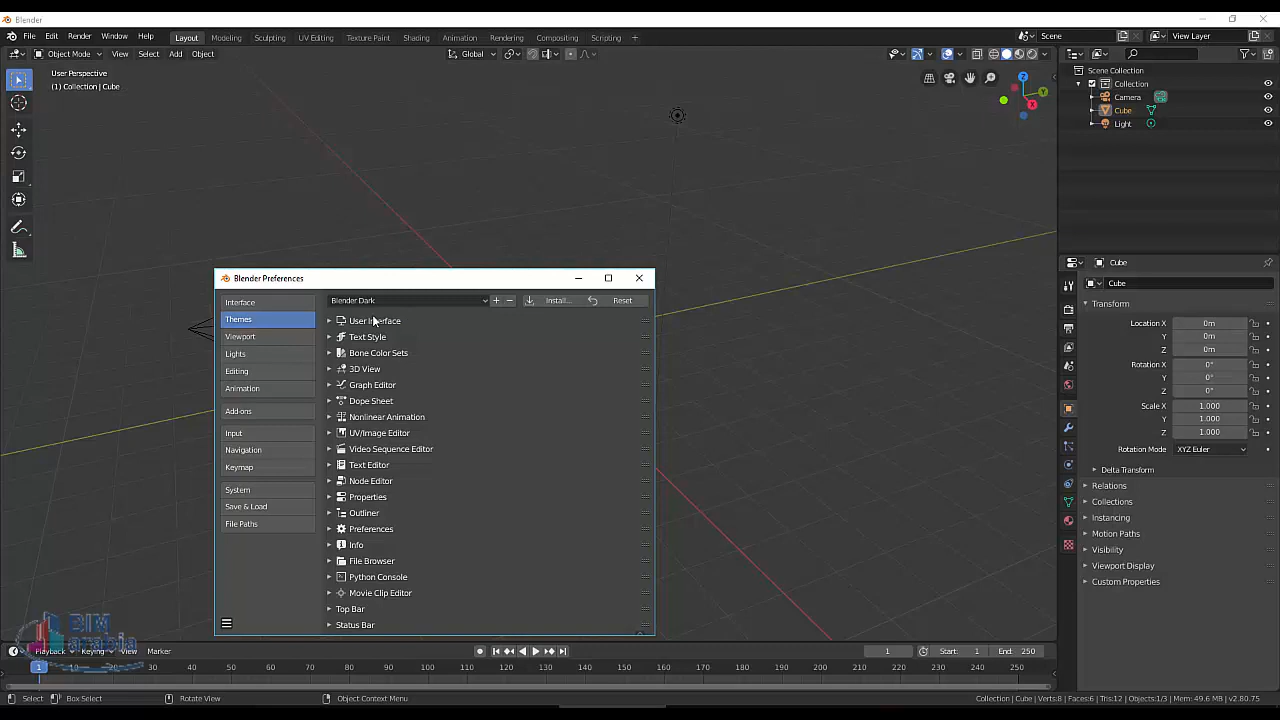 Blender
File Edit Render Window Help Layout Modeling Sculpting UV Editing Texture Paint Shading Animation Rendering Compositing Scripting + Scene View Layer
Object Mode View Select Add Object Global
User Perspective
(1) Collection | Cube
X
Y
Z
Scene Collection
Collection
Camera
Cube
Light
Blender Preferences
Interface
Themes
Viewport
Lights
Editing
Animation
Add-ons
Input
Navigation
Keymap
System
Save & Load
File Paths
Blender Dark + − Install... Reset
User Interface
Text Style
Bone Color Sets
3D View
Graph Editor
Dope Sheet
Nonlinear Animation
UV/Image Editor
Video Sequence Editor
Text Editor
Node Editor
Properties
Outliner
Preferences
Info
File Browser
Python Console
Movie Clip Editor
Top Bar
Status Bar
Cube
Cube
Transform
Location X 0m
Y 0m
Z 0m
Rotation X 0°
Y 0°
Z 0°
Scale X 1.000
Y 1.000
Z 1.000
Rotation Mode XYZ Euler
Delta Transform
Relations
Collections
Instancing
Motion Paths
Visibility
Viewport Display
Custom Properties
BIM
arabia
Playback Keying View Marker 1 Start: 1 End: 250
1 10 20 30 40 50 60 70 80 90 100 110 120 130 140 150 160 170 180 190 200 210 220 230 240 250
Select Box Select Rotate View Object Context Menu Collection | Cube | Verts:8 | Faces:6 | Tris:12 | Objects:1/3 | Mem: 49.6 MB | v2.80.75